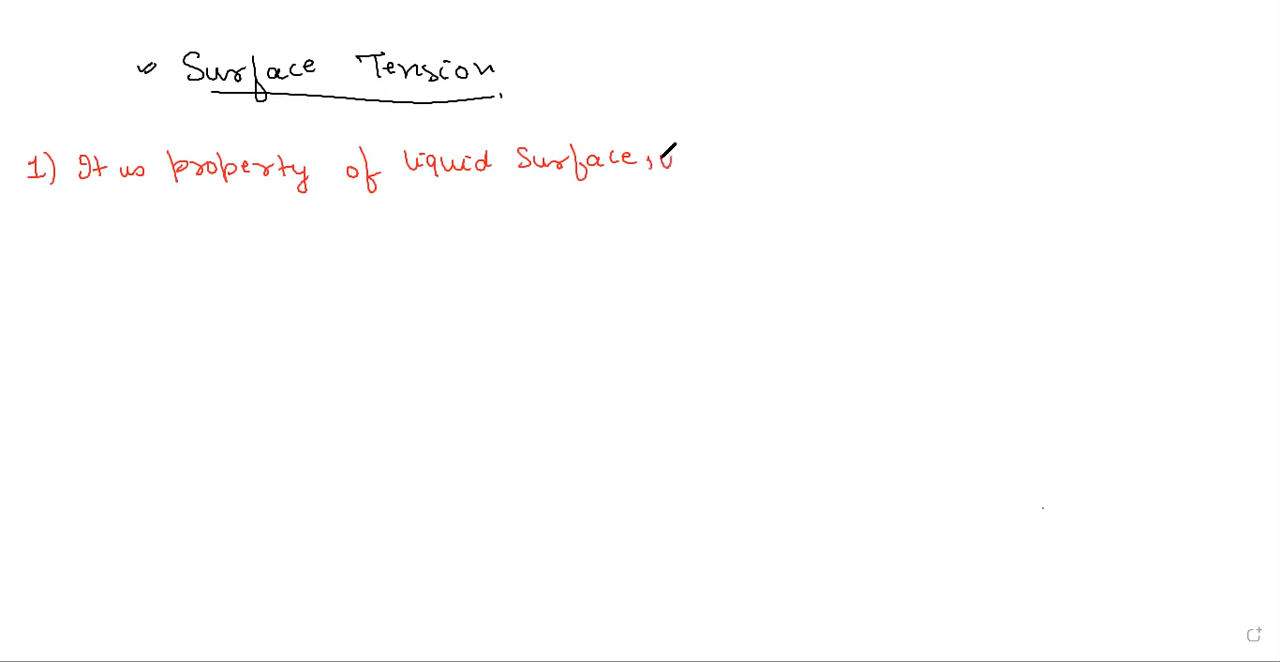 Surface Tension
1) It is property of liquid Surface,